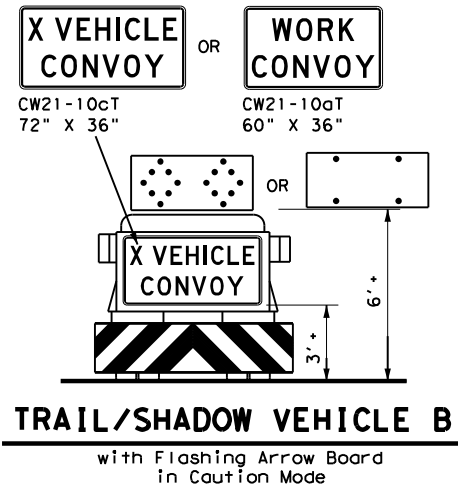 X VEHICLE
CONVOY
OR
WORK
CONVOY
CW21-10cT
72" X 36"
CW21-10aT
60" X 36"
OR
X VEHICLE
CONVOY
3' +
6' +
TRAIL/SHADOW VEHICLE B
with Flashing Arrow Board
in Caution Mode